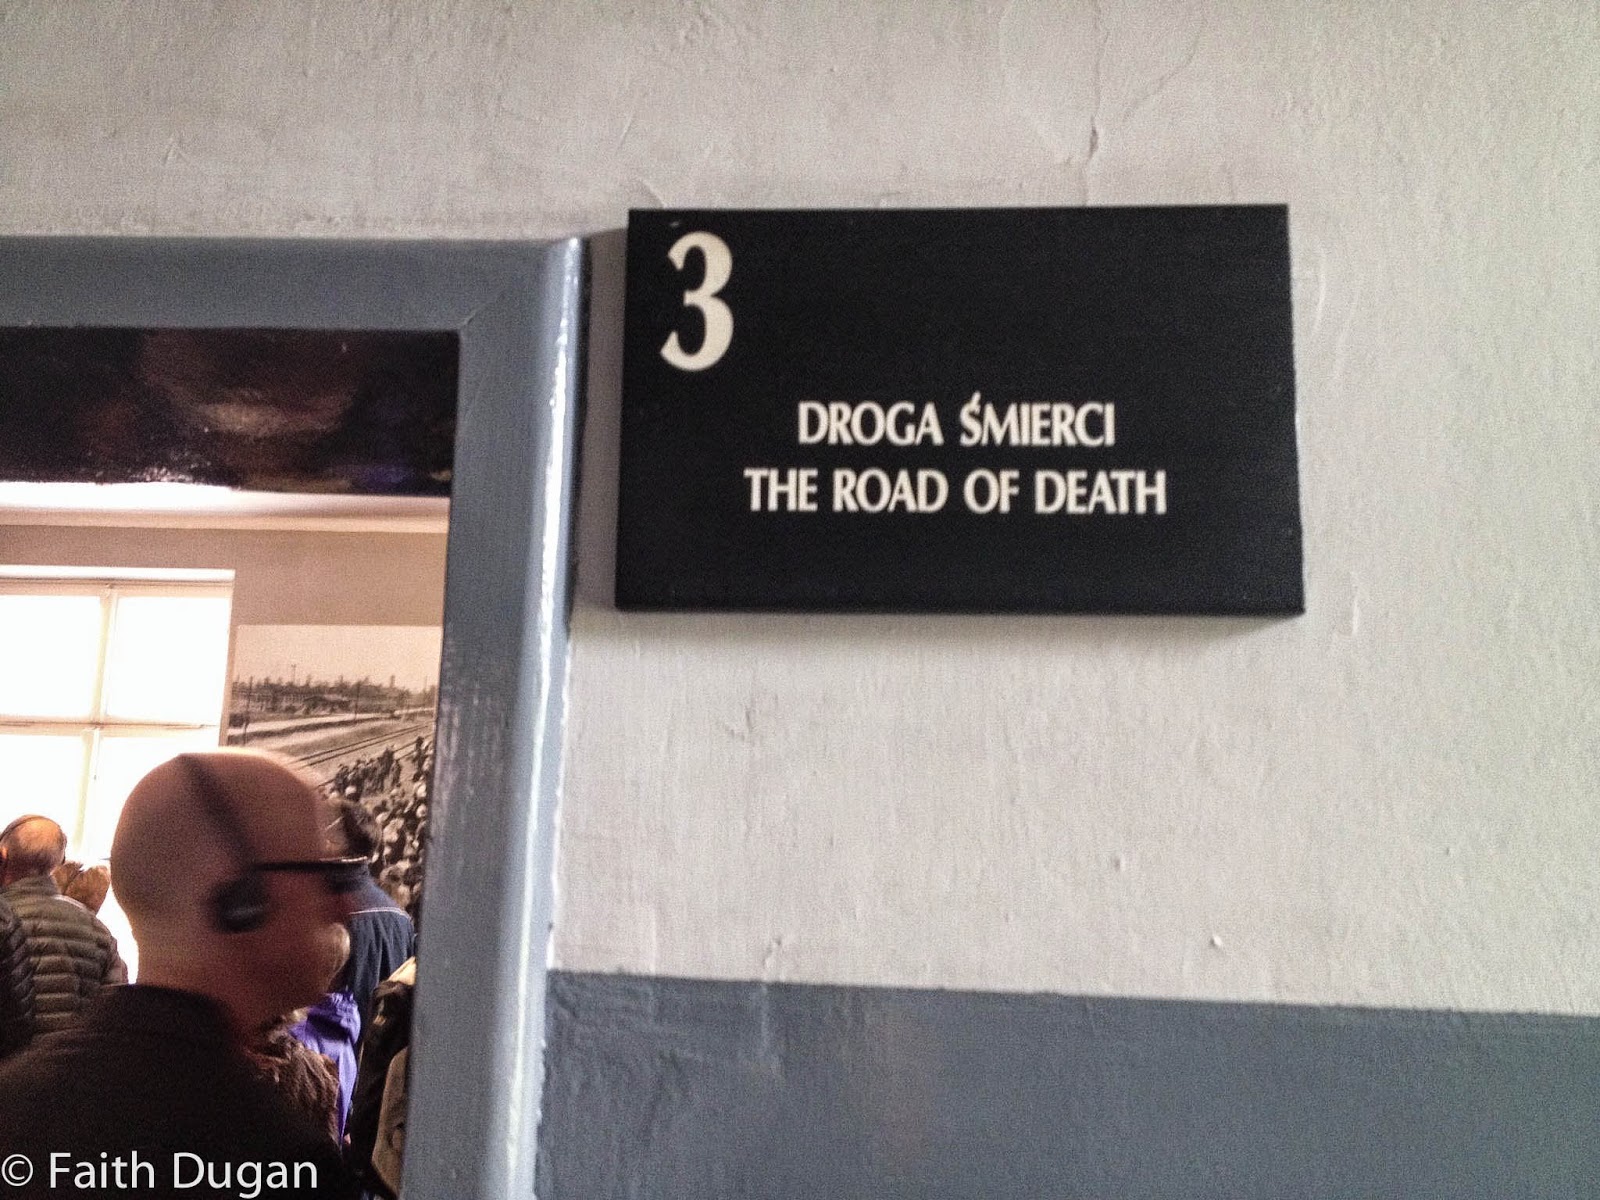 3
DROGA ŚMIERCI
THE ROAD OF DEATH
© Faith Dugan